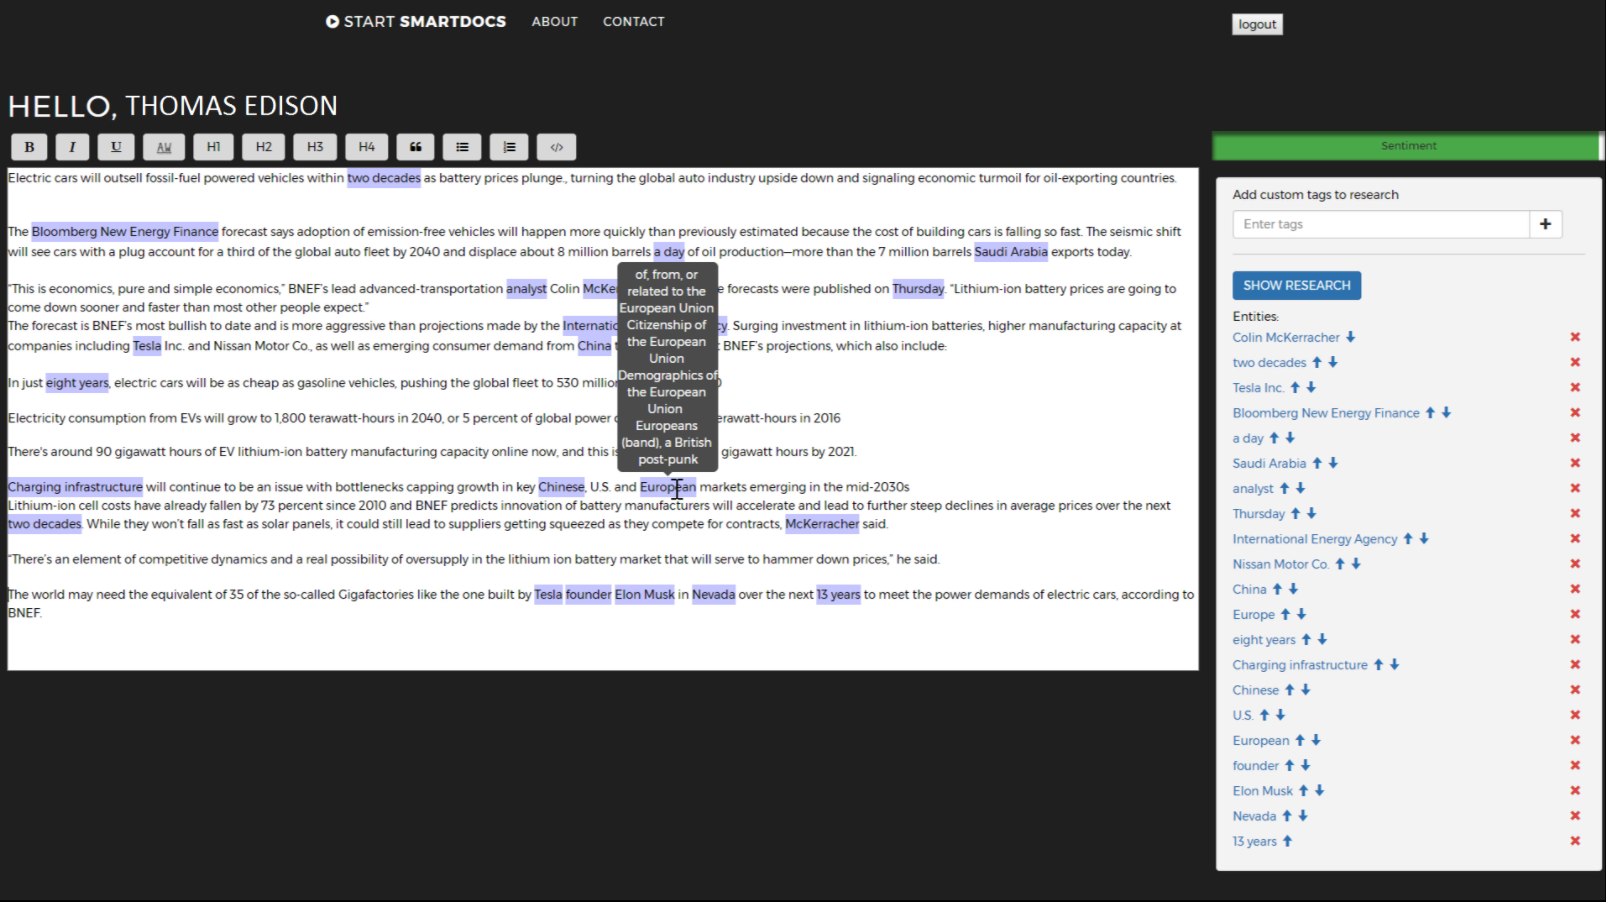 START SMARTDOCS ABOUT CONTACT logout
HELLO, THOMAS EDISON
B I U AW H1 H2 H3 H4 </>
Electric cars will outsell fossil-fuel powered vehicles within two decades as battery prices plunge., turning the global auto industry upside down and signaling economic turmoil for oil-exporting countries.
The Bloomberg New Energy Finance forecast says adoption of emission-free vehicles will happen more quickly than previously estimated because the cost of building cars is falling so fast. The seismic shift
will see cars with a plug account for a third of the global auto fleet by 2040 and displace about 8 million barrels a day of oil production—more than the 7 million barrels Saudi Arabia exports today.
“This is economics, pure and simple economics,” BNEF’s lead advanced-transportation analyst Colin forecasts were published on Thursday. “Lithium-ion battery prices are going to
come down sooner and faster than most other people expect.”
The forecast is BNEF’s most bullish to date and is more aggressive than projections made by the . Surging investment in lithium-ion batteries, higher manufacturing capacity at
companies including Tesla Inc. and Nissan Motor Co., as well as emerging consumer demand from China BNEF’s projections, which also include:
In just eight years, electric cars will be as cheap as gasoline vehicles, pushing the global fleet to 530
Electricity consumption from EVs will grow to 1,800 terawatt-hours in 2040, or 5 percent of global power erawatt-hours in 2016
There's around 90 gigawatt hours of EV lithium-ion battery manufacturing capacity online now, and this gigawatt hours by 2021.
of, from, or
related to the
European Union
Citizenship of
the European
Union
Demographics of
the European
Union
Europeans
(band), a British
post-punk
Charging infrastructure will continue to be an issue with bottlenecks capping growth in key Chinese, U.S. and European markets emerging in the mid-2030s
Lithium-ion cell costs have already fallen by 73 percent since 2010 and BNEF predicts innovation of battery manufacturers will accelerate and lead to further steep declines in average prices over the next
two decades. While they won’t fall as fast as solar panels, it could still lead to suppliers getting squeezed as they compete for contracts, McKerracher said.
“There’s an element of competitive dynamics and a real possibility of oversupply in the lithium ion battery market that will serve to hammer down prices,” he said.
The world may need the equivalent of 35 of the so-called Gigafactories like the one built by Tesla founder Elon Musk in Nevada over the next 13 years to meet the power demands of electric cars, according to
BNEF.
Sentiment
Add custom tags to research
Enter tags +
SHOW RESEARCH
Entities:
Colin McKerracher
two decades
Tesla Inc.
Bloomberg New Energy Finance
a day
Saudi Arabia
analyst
Thursday
International Energy Agency
Nissan Motor Co.
China
Europe
eight years
Charging infrastructure
Chinese
U.S.
European
founder
Elon Musk
Nevada
13 years